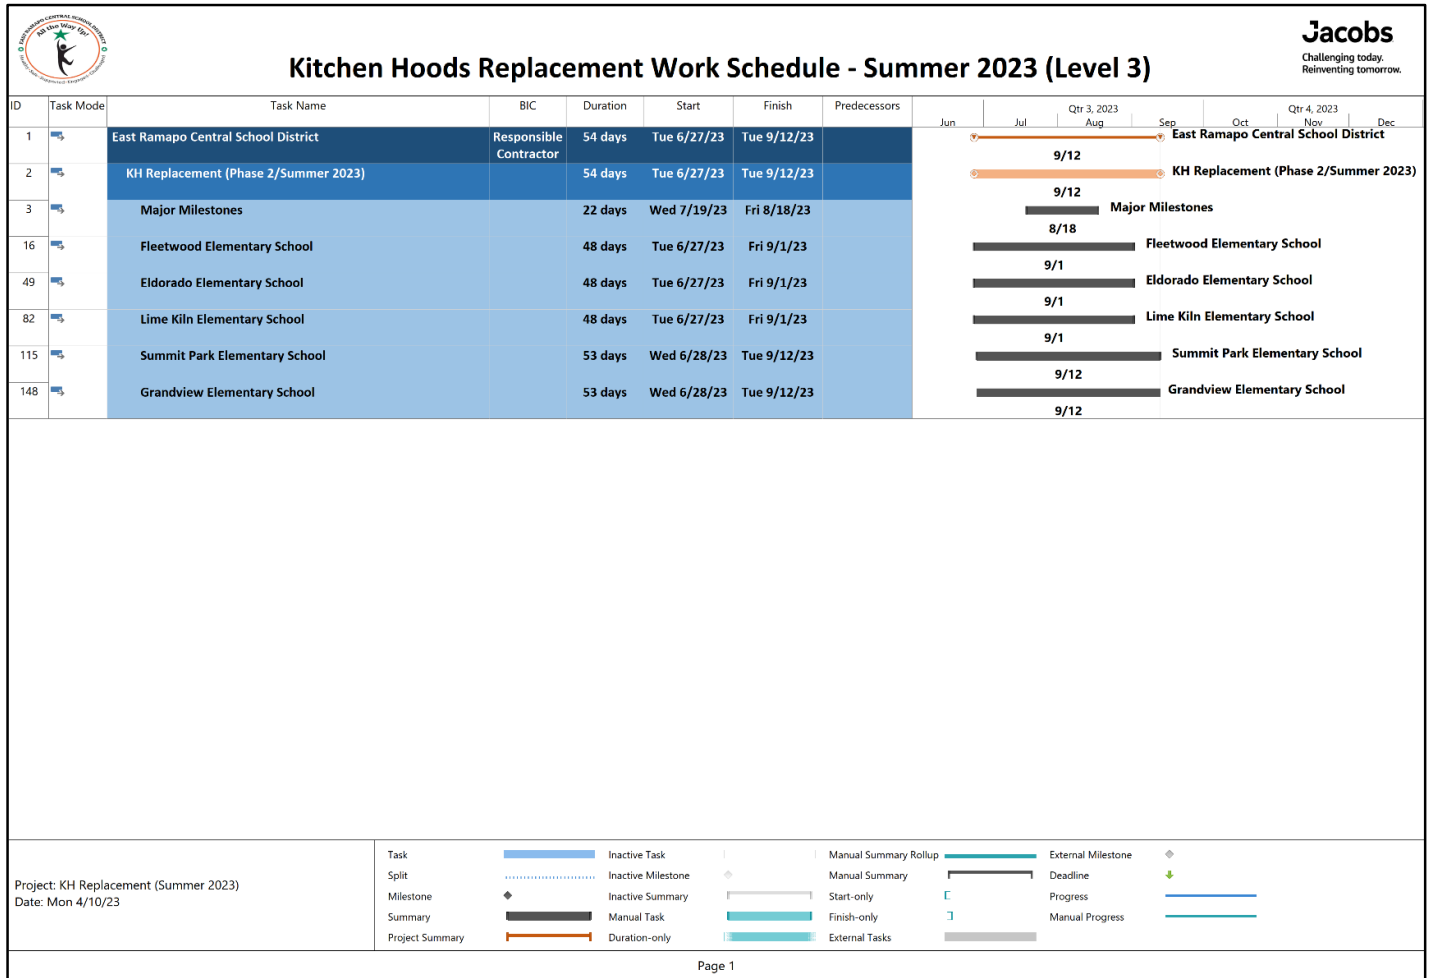 EAST RAMAPO CENTRAL SCHOOL DISTRICT
All the Way Up!
Jacobs
Challenging today.
Reinventing tomorrow.
Kitchen Hoods Replacement Work Schedule - Summer 2023 (Level 3)
ID Task Mode Task Name BIC Duration Start Finish Predecessors
Qtr 3, 2023 Qtr 4, 2023
Jun Jul Aug Sep Oct Nov Dec
1 East Ramapo Central School District Responsible Contractor 54 days Tue 6/27/23 Tue 9/12/23 East Ramapo Central School District
9/12
2 KH Replacement (Phase 2/Summer 2023) 54 days Tue 6/27/23 Tue 9/12/23 KH Replacement (Phase 2/Summer 2023)
9/12
3 Major Milestones 22 days Wed 7/19/23 Fri 8/18/23 Major Milestones
8/18
16 Fleetwood Elementary School 48 days Tue 6/27/23 Fri 9/1/23 Fleetwood Elementary School
9/1
49 Eldorado Elementary School 48 days Tue 6/27/23 Fri 9/1/23 Eldorado Elementary School
9/1
82 Lime Kiln Elementary School 48 days Tue 6/27/23 Fri 9/1/23 Lime Kiln Elementary School
9/1
115 Summit Park Elementary School 53 days Wed 6/28/23 Tue 9/12/23 Summit Park Elementary School
9/12
148 Grandview Elementary School 53 days Wed 6/28/23 Tue 9/12/23 Grandview Elementary School
9/12
Project: KH Replacement (Summer 2023)
Date: Mon 4/10/23
Task Inactive Task Manual Summary Rollup External Milestone
Split Inactive Milestone Manual Summary Deadline
Milestone Inactive Summary Start-only Progress
Summary Manual Task Finish-only Manual Progress
Project Summary Duration-only External Tasks
Page 1